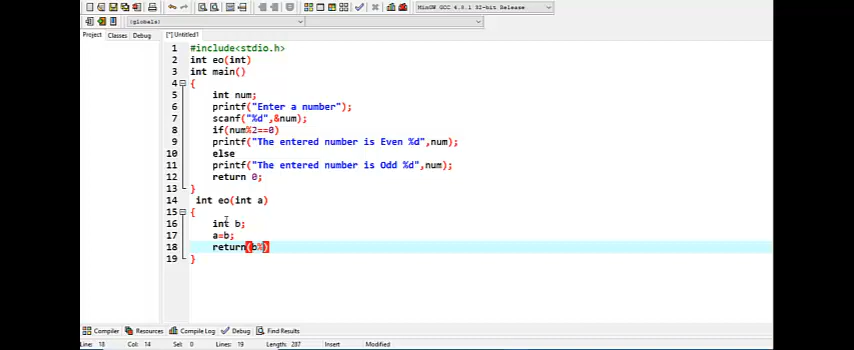 MinGW GCC 4.8.1 32-bit Release
(globals)
Project Classes Debug
[*] Untitled1
1 #include<stdio.h>
2 int eo(int)
3 int main()
4 {
5 int num;
6 printf("Enter a number");
7 scanf("%d",&num);
8 if(num%2==0)
9 printf("The entered number is Even %d",num);
10 else
11 printf("The entered number is Odd %d",num);
12 return 0;
13 }
14 int eo(int a)
15 {
16 int b;
17 a=b;
18 return(b%)
19 }
Compiler Resources Compile Log Debug Find Results
Line: 18 Col: 14 Sel: 0 Lines: 19 Length: 287 Insert Modified